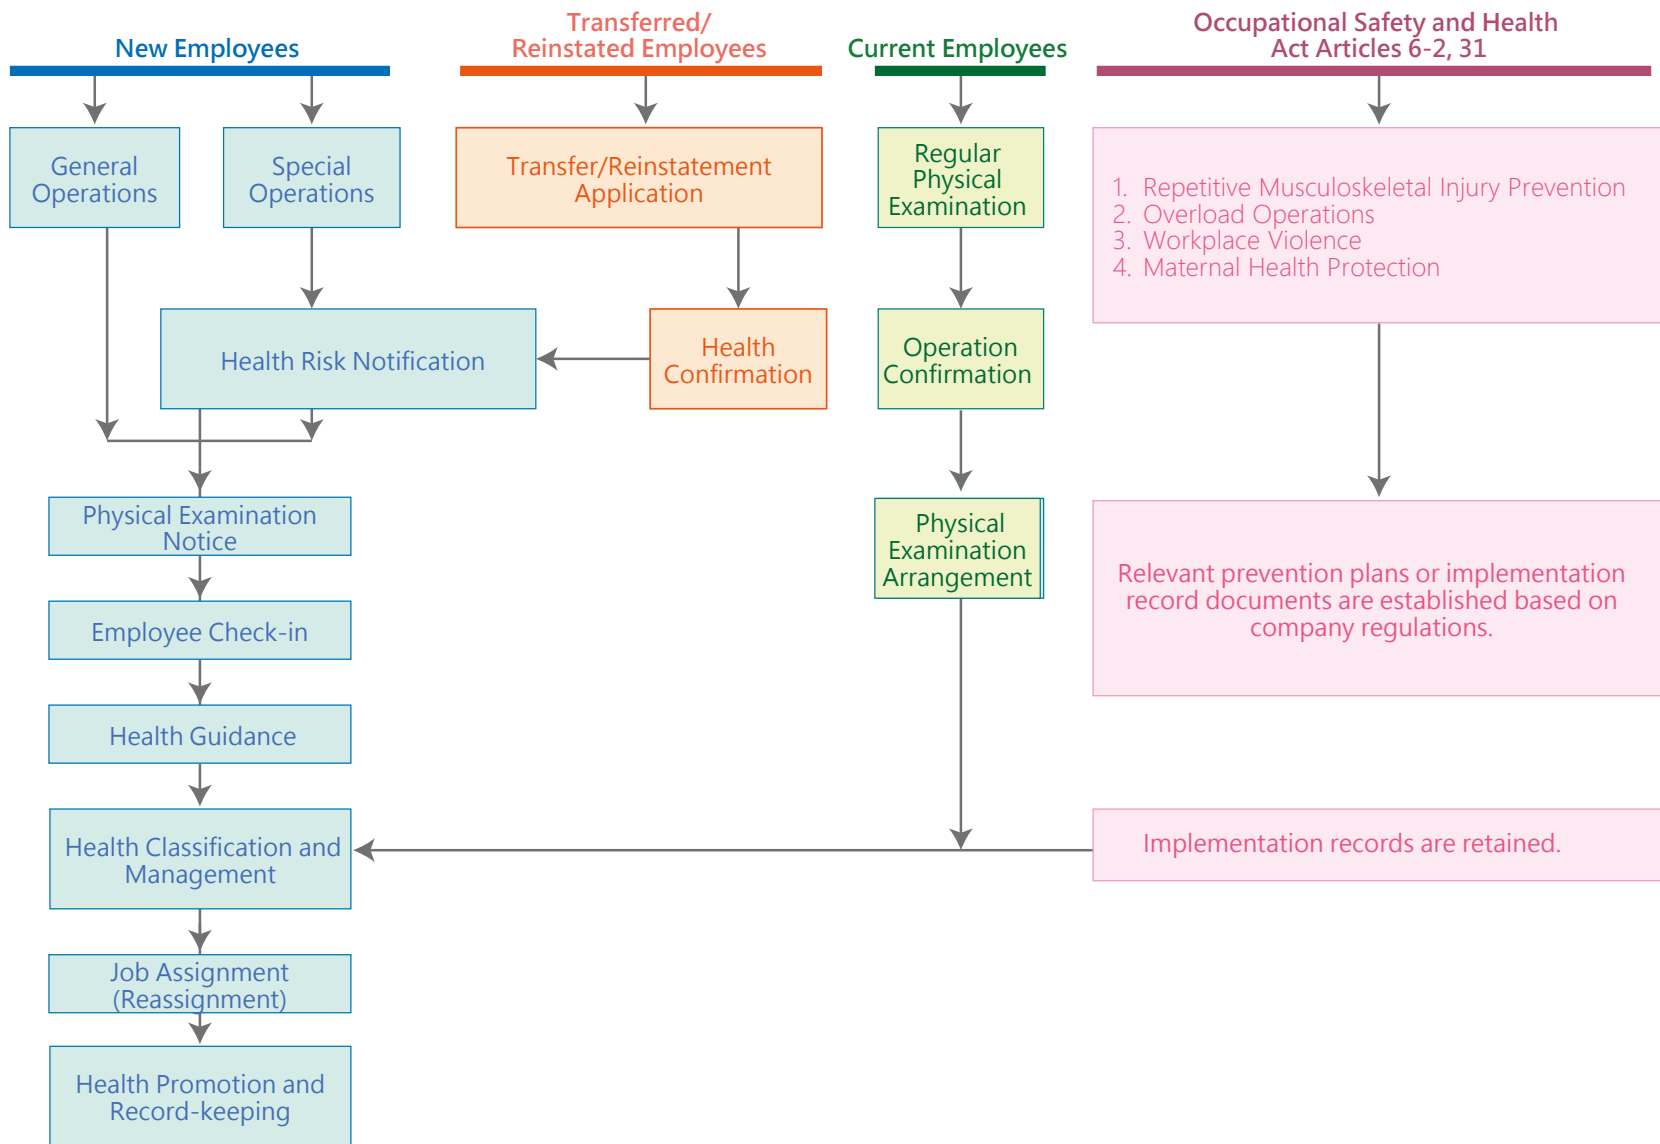 New Employees
Transferred/
Reinstated Employees
Current Employees
Occupational Safety and Health
Act Articles 6-2, 31
General
Operations
Special
Operations
Transfer/Reinstatement
Application
Regular
Physical
Examination
1. Repetitive Musculoskeletal Injury Prevention
2. Overload Operations
3. Workplace Violence
4. Maternal Health Protection
Health Risk Notification
Health
Confirmation
Operation
Confirmation
Physical Examination
Notice
Physical
Examination
Arrangement
Relevant prevention plans or implementation
record documents are established based on
company regulations.
Employee Check-in
Health Guidance
Health Classification and
Management
Implementation records are retained.
Job Assignment
(Reassignment)
Health Promotion and
Record-keeping